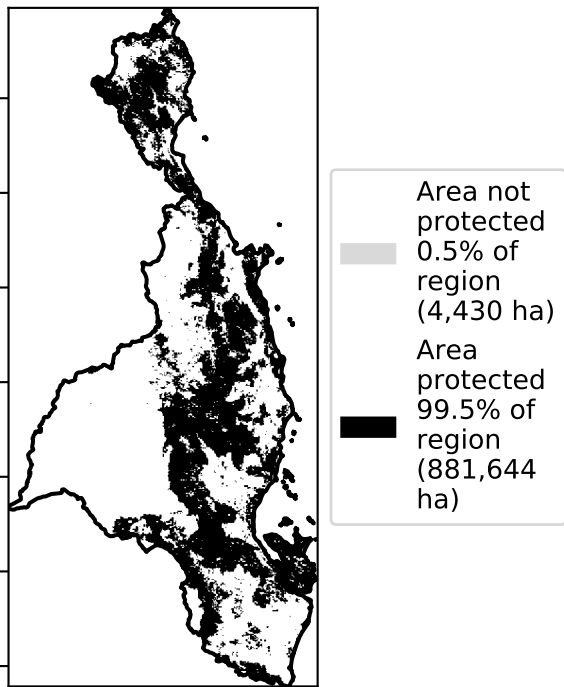 Area not
protected
0.5% of
region
(4,430 ha)
Area
protected
99.5% of
region
(881,644
ha)